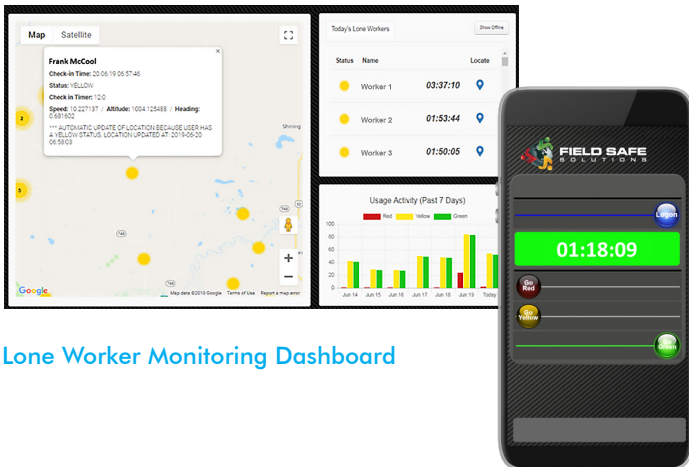 Map Satellite
Frank McCool
Check-in Time: 20.06.19 06:57:46
Status: YELLOW
Check-in Timer: 12:0
Speed: 10.227137 / Altitude: 1004.125488 / Heading:
0.681602
*** AUTOMATIC UPDATE OF LOCATION BECAUSE USER HAS
A YELLOW STATUS. LOCATION UPDATED AT: 2019-06-20
06:58:03
2
5
Shining
748
748
748
Google
Map data ©2019 Google Terms of Use Report a map error
Today's Lone Workers
Show Offline
Status Name Locate
Worker 1 03:37:10
Worker 2 01:53:44
Worker 3 01:50:05
Usage Activity (Past 7 Days)
Red Yellow Green
100
80
60
40
20
0
Jun 14 Jun 15 Jun 16 Jun 17 Jun 18 Jun 19 Today
FIELD SAFE
SOLUTIONS
Logon
01:18:09
Go
Red
Go
Yellow
Green
Lone Worker Monitoring Dashboard